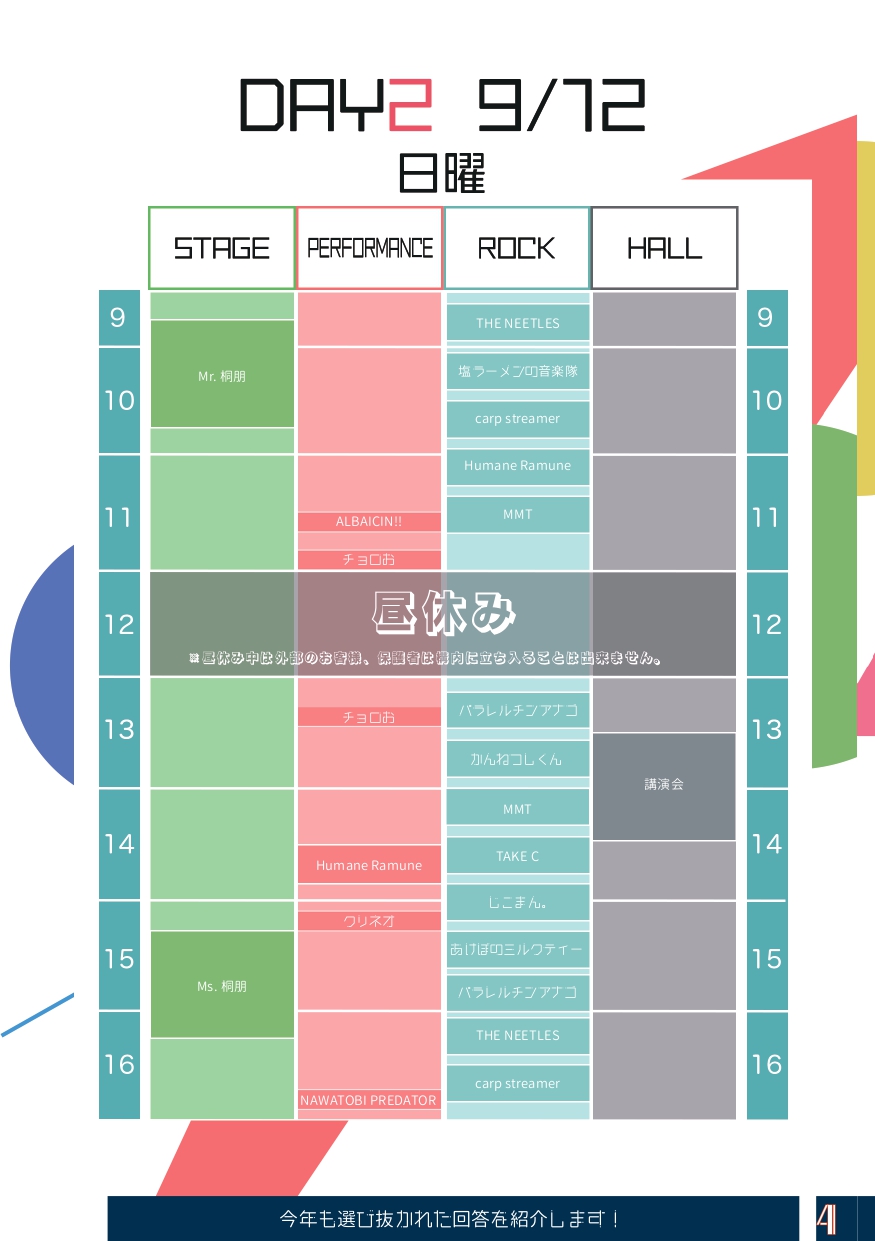 DAY2 9/12
日曜
STAGE PERFORMANCE ROCK HALL
9 9
THE NEETLES
Mr. 桐朋
塩ラーメンの音楽隊
10 10
carp streamer
Humane Ramune
11 11
MMT
ALBAICIN!!
チョロお
12 12
昼休み
※昼休み中は外部のお客様、保護者は構内に立ち入ることは出来ません。
13 13
パラレルチンアナゴ
チョロお
かんねつしくん
講演会
MMT
14 14
TAKE C
Humane Ramune
しこまん。
クリネオ
あけぼのミルクティー
15 15
Ms. 桐朋
パラレルチンアナゴ
THE NEETLES
16 16
carp streamer
NAWATOBI PREDATOR
今年も選び抜かれた回答を紹介します！
41